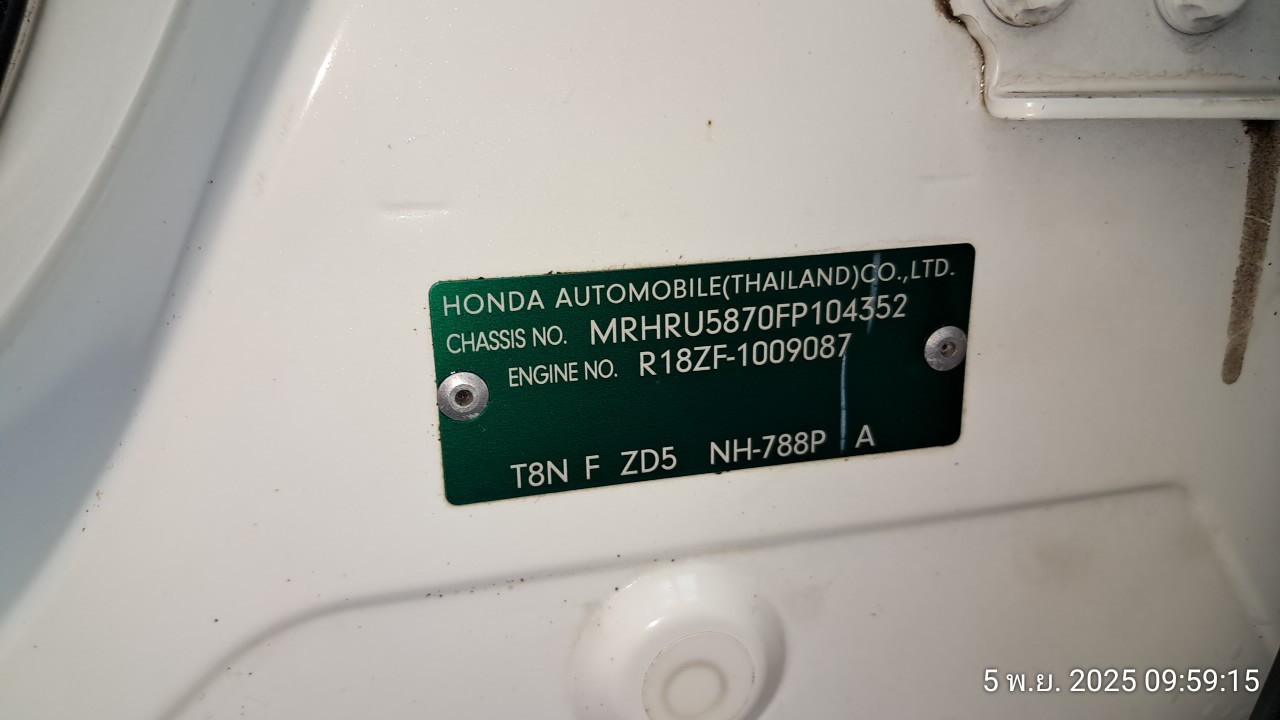 HONDA AUTOMOBILE(THAILAND)CO.,LTD.
CHASSIS NO. MRHRU5870FP104352
ENGINE NO. R18ZF-1009087
T8N F ZD5 NH-788P A
5 พ.ย. 2025 09:59:15